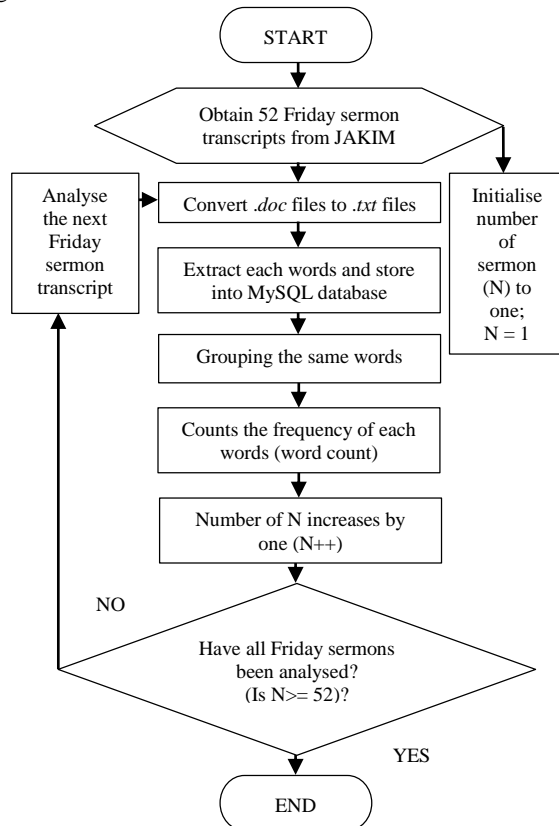 START
Obtain 52 Friday sermon
transcripts from JAKIM
Analyse
the next
Friday
sermon
transcript
Convert .doc files to .txt files
Initialise
number
of
sermon
(N) to
one;
N = 1
Extract each words and store
into MySQL database
Grouping the same words
Counts the frequency of each
words (word count)
Number of N increases by
one (N++)
NO
Have all Friday sermons
been analysed?
(Is N>= 52)?
YES
END